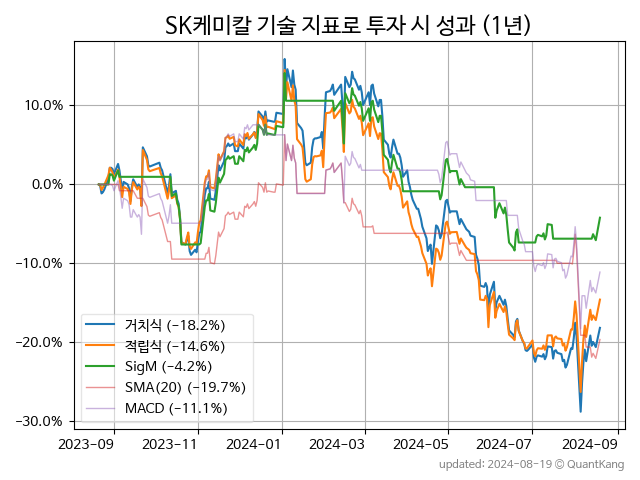 SK케미칼 기술 지표로 투자 시 성과 (1년)
10.0%
0.0%
−10.0%
−20.0%
−30.0%
거치식 (−18.2%)
적립식 (−14.6%)
SigM (−4.2%)
SMA(20) (−19.7%)
MACD (−11.1%)
2023-09 2023-11 2024-01 2024-03 2024-05 2024-07 2024-09
updated: 2024-08-19 © QuantKang